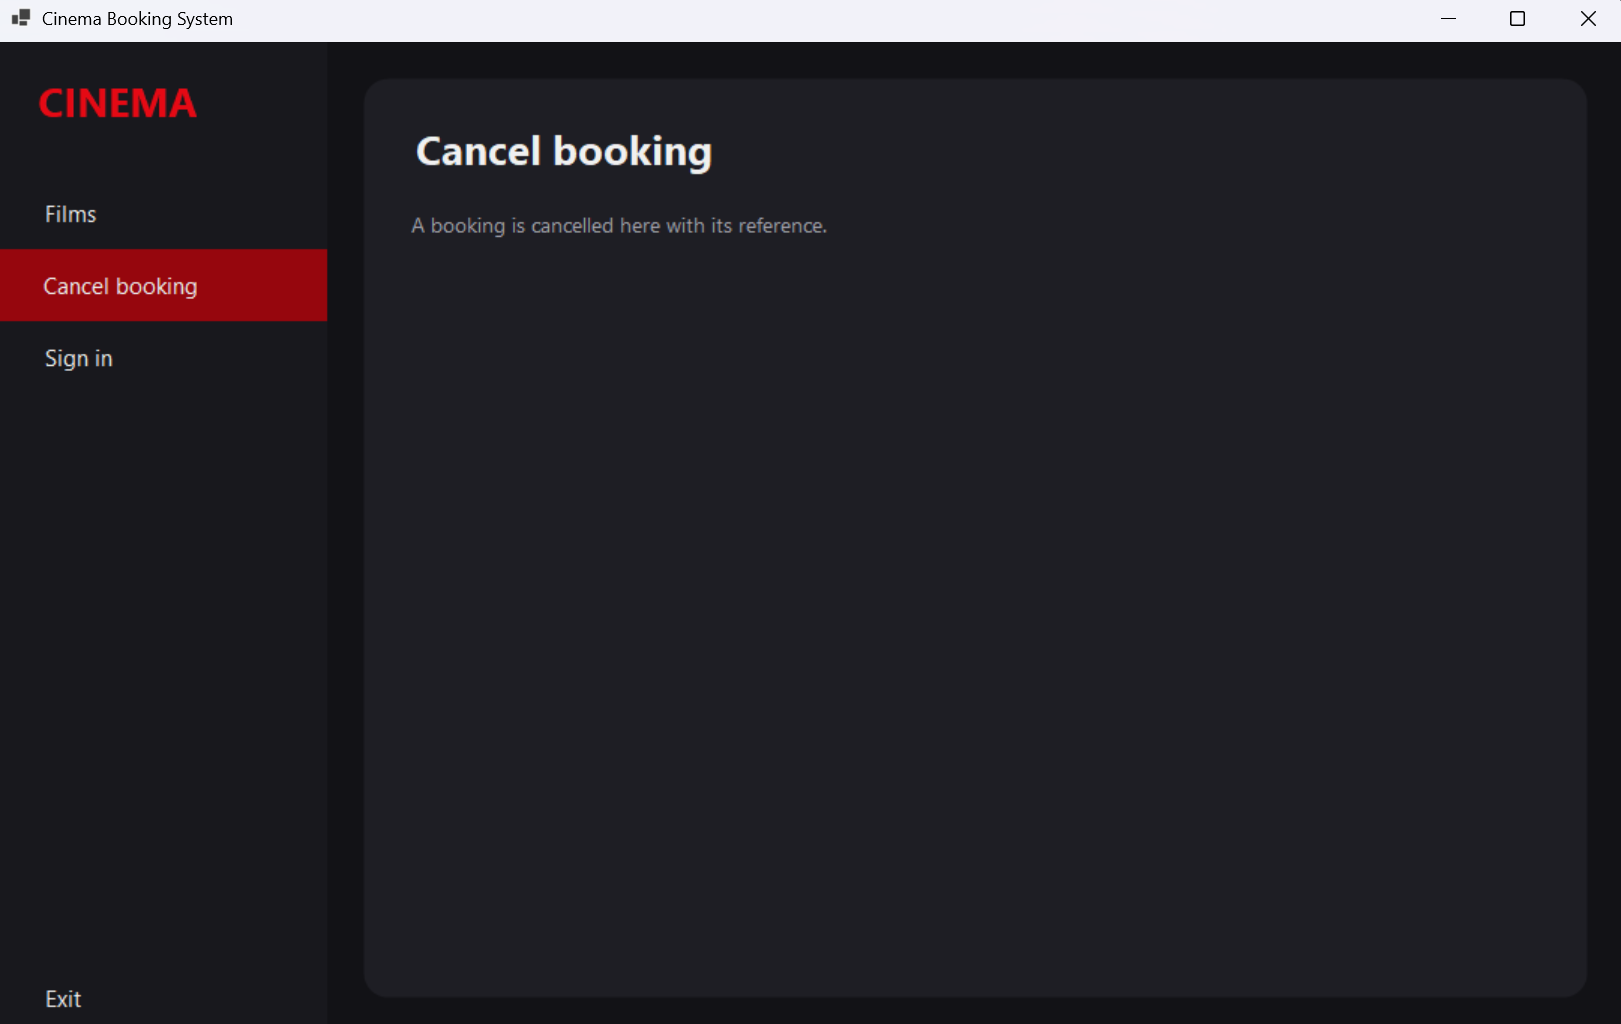 Cinema Booking System
CINEMA
Films
Cancel booking
Sign in
Exit
Cancel booking
A booking is cancelled here with its reference.